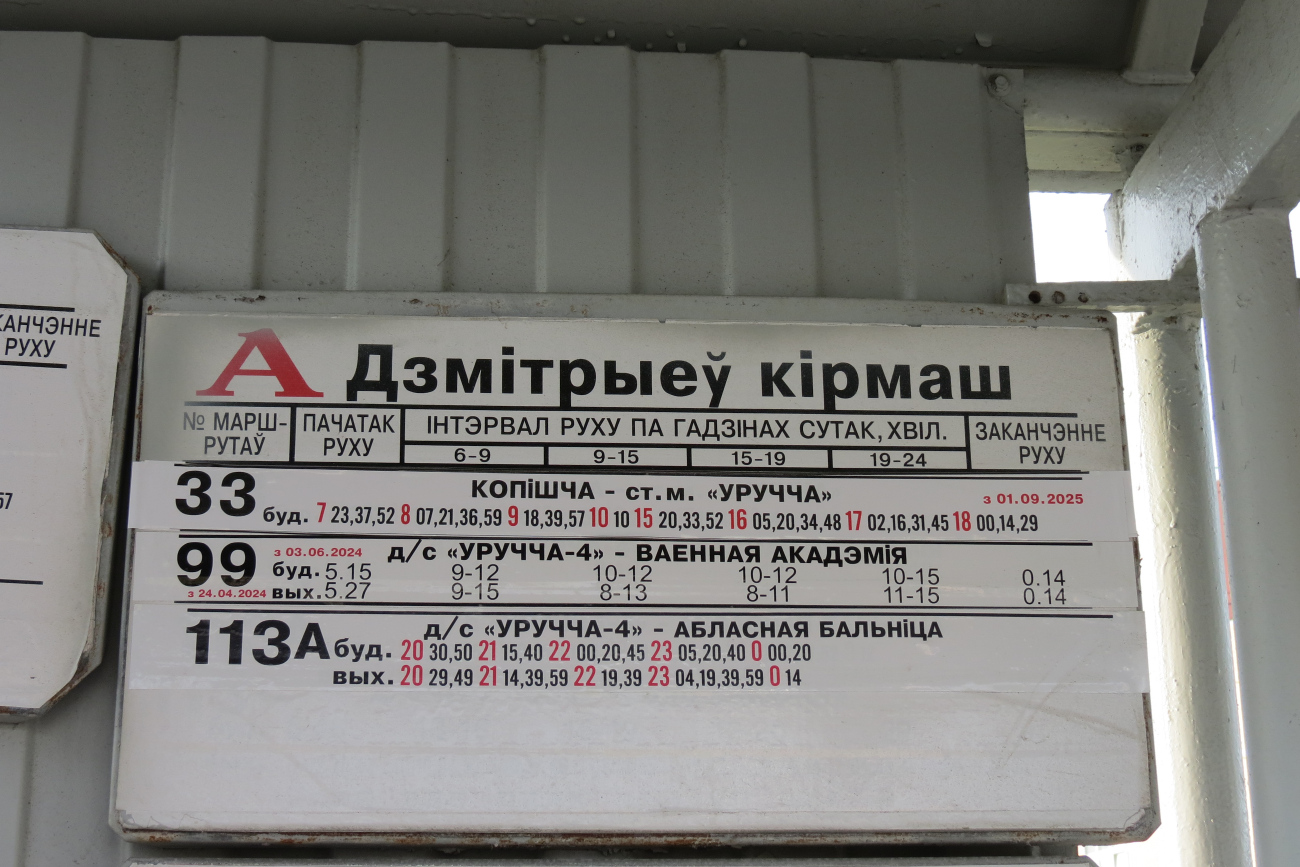 КАНЧЭННЕ
РУХУ
57
А Дзмітрыеў кірмаш
№ МАРШ-
РУТАЎ
ПАЧАТАК
РУХУ
ІНТЭРВАЛ РУХУ ПА ГАДЗІНАХ СУТАК, ХВІЛ.
6-9 9-15 15-19 19-24
ЗАКАНЧЭННЕ
РУХУ
33 КОПІШЧА - ст.м. «УРУЧЧА» з 01.09.2025
буд. 7 23,37,52 8 07,21,36,59 9 18,39,57 10 10 15 20,33,52 16 05,20,34,48 17 02,16,31,45 18 00,14,29
99 з 03.06.2024 д/с «УРУЧЧА-4» - ВАЕННАЯ АКАДЭМІЯ
буд. 5.15 9-12 10-12 10-12 10-15 0.14
з 24.04.2024 вых. 5.27 9-15 8-13 8-11 11-15 0.14
113А д/с «УРУЧЧА-4» - АБЛАСНАЯ БАЛЬНІЦА
буд. 20 30,50 21 15,40 22 00,20,45 23 05,20,40 0 00,20
вых. 20 29,49 21 14,39,59 22 19,39 23 04,19,39,59 0 14